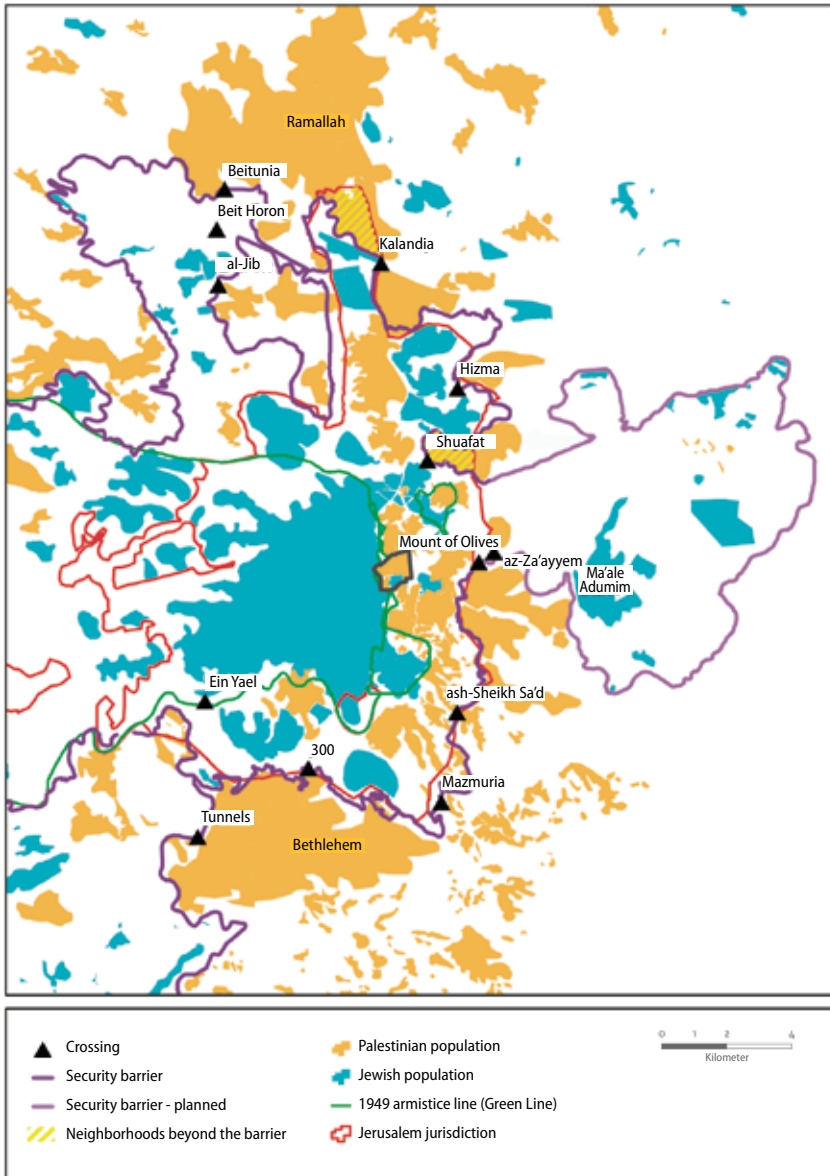 Ramallah
Beitunia
Beit Horon
Kalandia
al-Jib
Hizma
Shuafat
Mount of Olives
az-Za'ayyem
Ma'ale
Adumim
Ein Yael
ash-Sheikh Sa'd
300
Mazmuria
Tunnels
Bethlehem
Crossing
Security barrier
Security barrier - planned
Neighborhoods beyond the barrier
Palestinian population
Jewish population
1949 armistice line (Green Line)
Jerusalem jurisdiction
0 1 2 4
Kilometer